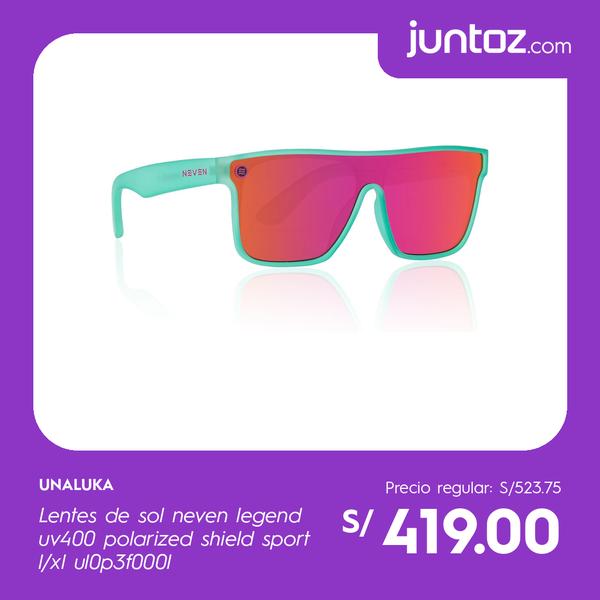 juntoz.com
NEVEN
UNALUKA
Lentes de sol neven legend
uv400 polarized shield sport
l/xl ul0p3f000l
Precio regular: S/523.75
S/ 419.00